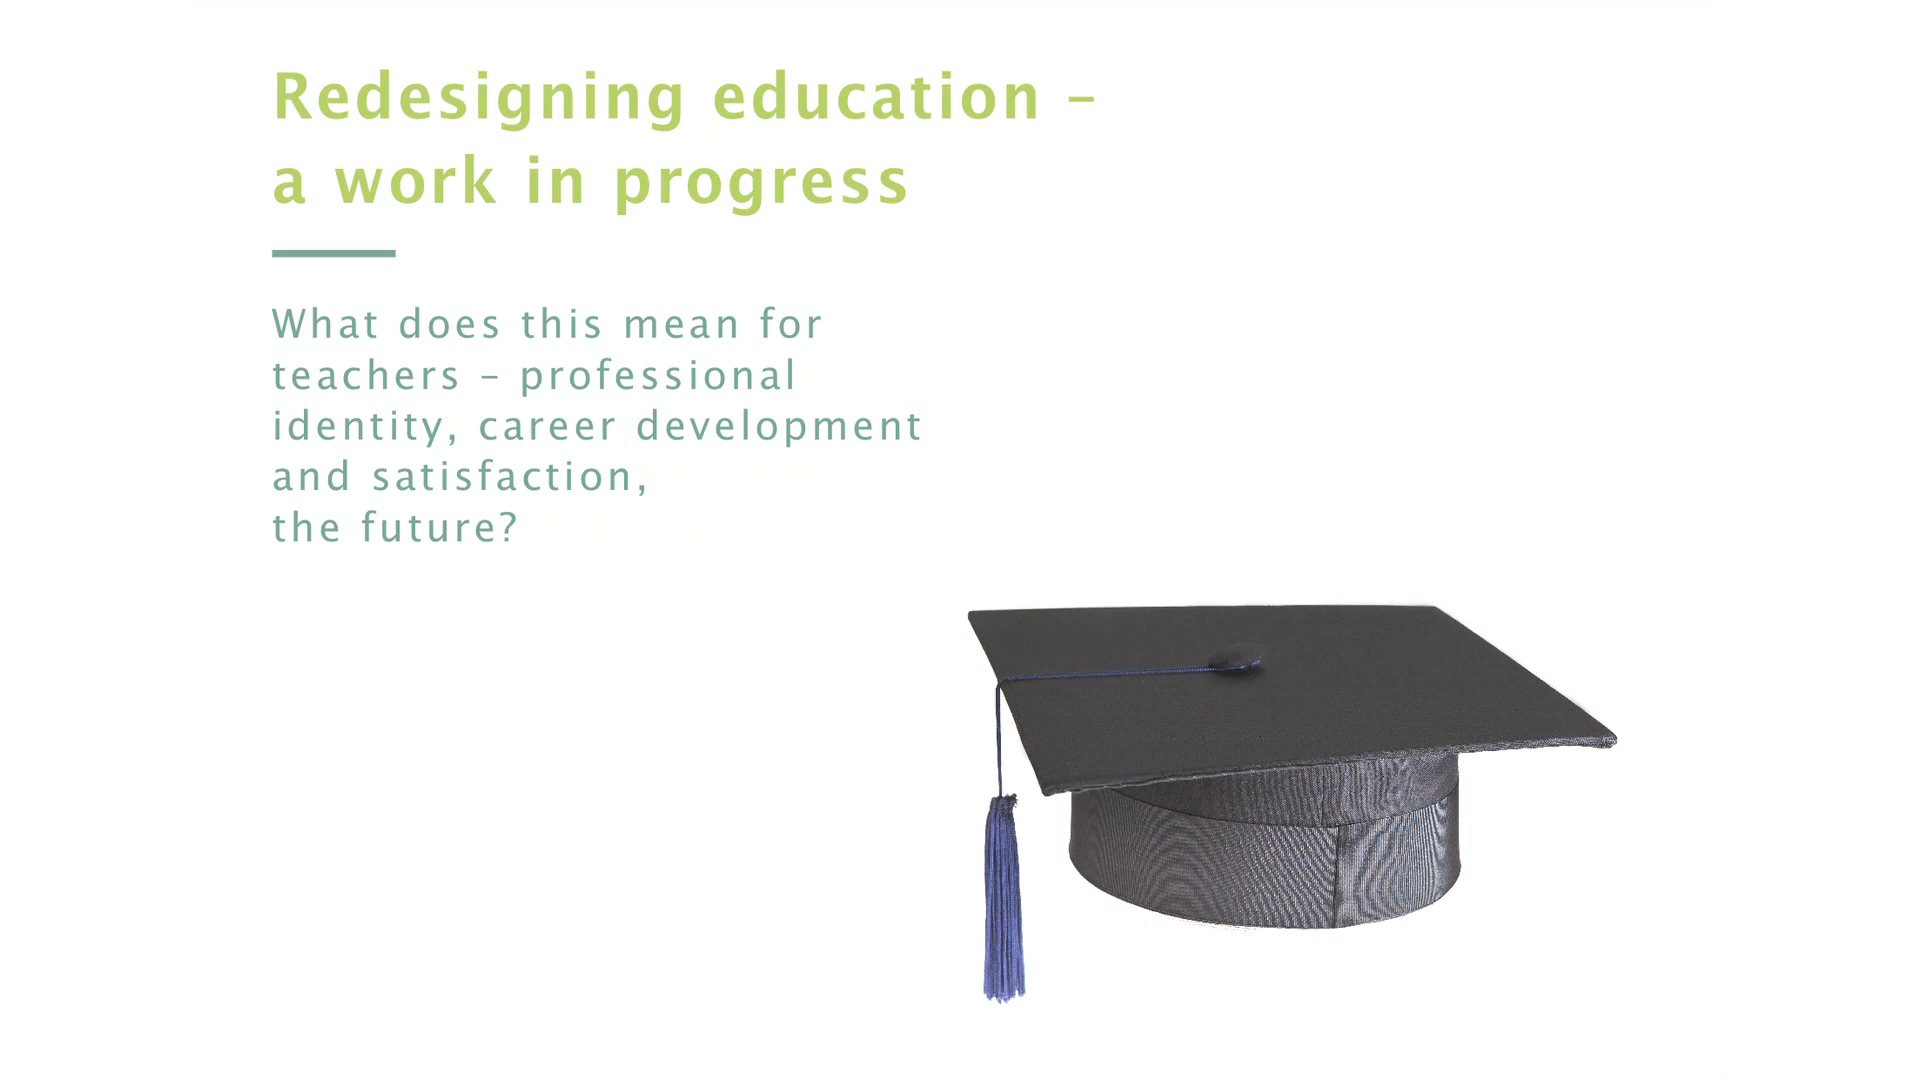 Redesigning education –
a work in progress
What does this mean for
teachers – professional
identity, career development
and satisfaction,
the future?